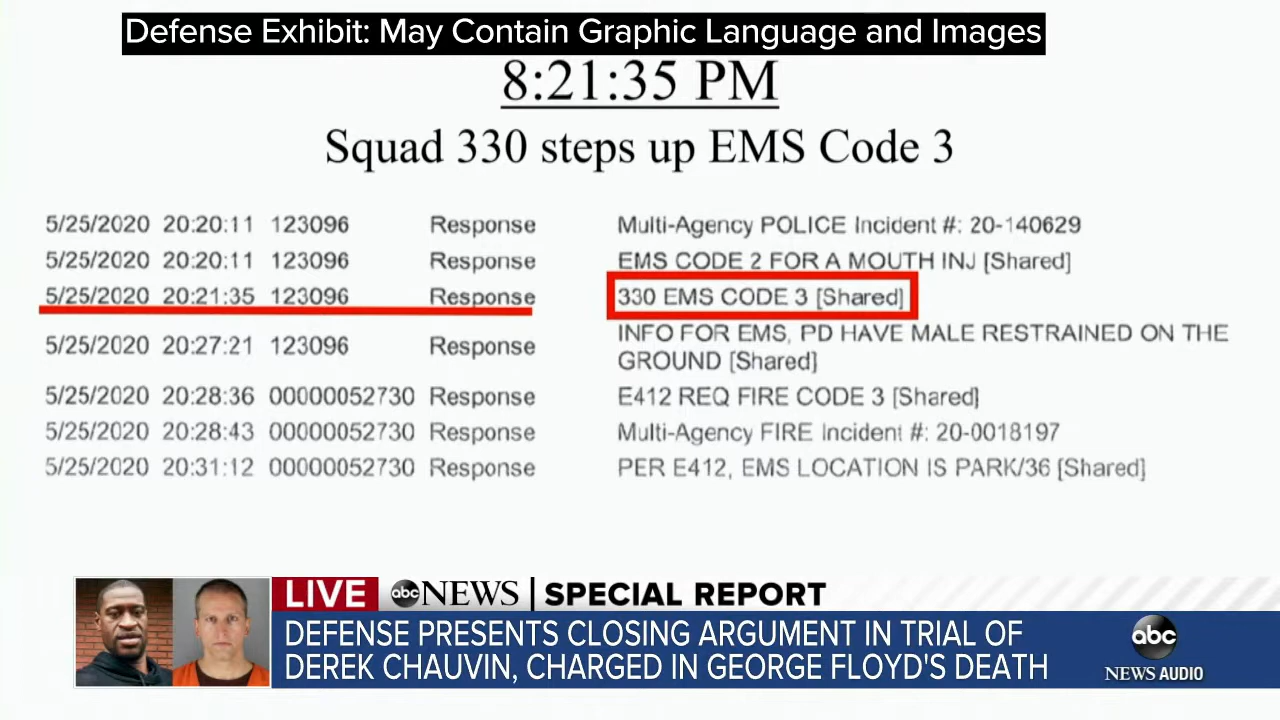 Defense Exhibit: May Contain Graphic Language and Images
8:21:35 PM
Squad 330 steps up EMS Code 3
5/25/2020 20:20:11 123096 Response Multi-Agency POLICE Incident #: 20-140629
5/25/2020 20:20:11 123096 Response EMS CODE 2 FOR A MOUTH INJ [Shared]
5/25/2020 20:21:35 123096 Response 330 EMS CODE 3 [Shared]
5/25/2020 20:27:21 123096 Response INFO FOR EMS, PD HAVE MALE RESTRAINED ON THE
GROUND [Shared]
5/25/2020 20:28:36 00000052730 Response E412 REQ FIRE CODE 3 [Shared]
5/25/2020 20:28:43 00000052730 Response Multi-Agency FIRE Incident #: 20-0018197
5/25/2020 20:31:12 00000052730 Response PER E412, EMS LOCATION IS PARK/36 [Shared]
LIVE abc NEWS | SPECIAL REPORT
DEFENSE PRESENTS CLOSING ARGUMENT IN TRIAL OF
DEREK CHAUVIN, CHARGED IN GEORGE FLOYD'S DEATH
abc
NEWS AUDIO